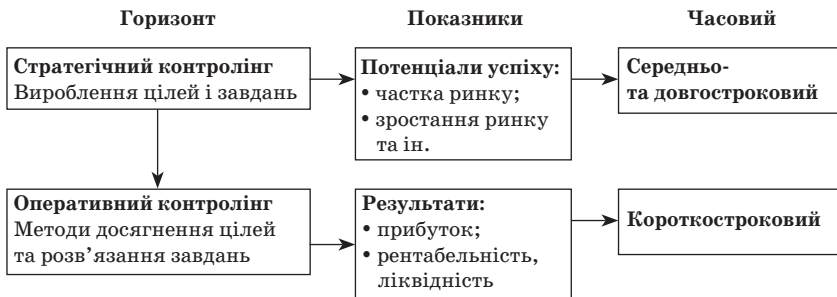 Горизонт
Показники
Часовий
Стратегічний контролінг
Вироблення цілей і завдань
Потенціали успіху:
• частка ринку;
• зростання ринку
та ін.
Середньо-
та довгостроковий
Оперативний контролінг
Методи досягнення цілей
та розв’язання завдань
Результати:
• прибуток;
• рентабельність,
ліквідність
Короткостроковий